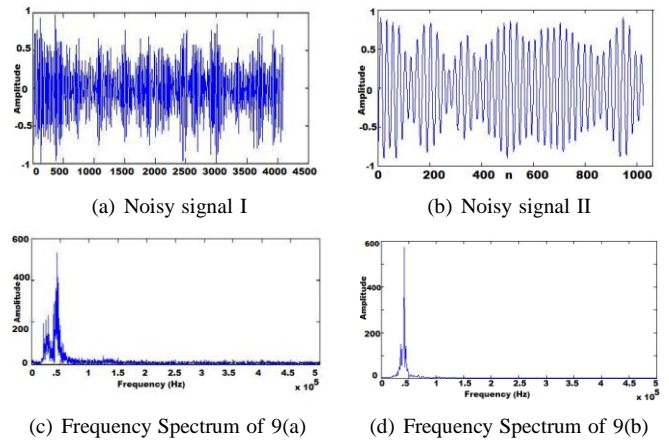 1
0.5
0
0.5
1
Amplitude
0 500 1000 1500 2000 2500 3000 3500 4000 4500
(a) Noisy signal I
1
0.5
0
-0.5
-1
Amplitude
0 200 400 n 600 800 1000
(b) Noisy signal II
600
400
200
0
Amplitude
0 .5 1 1.5 2 2.5 3 3.5 4 4.5 5
Frequency (Hz)
x 10^5
(c) Frequency Spectrum of 9(a)
600
400
200
0
Amplitude
0 .5 1 1.5 2 2.5 3 3.5 4 4.5 5
Frequency (Hz)
x 10^5
(d) Frequency Spectrum of 9(b)